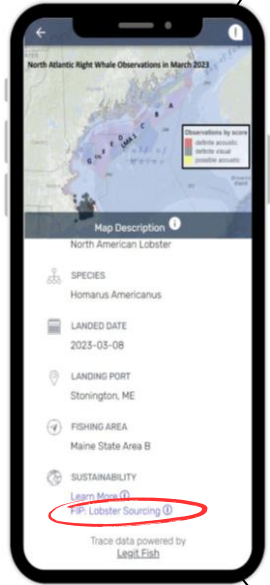 North Atlantic Right Whale Observations in March 2023
A
B
C
D
E
F
G
Observations by score
definite acoustic
definite visual
possible acoustic
Map Description
North American Lobster
SPECIES
Homarus Americanus
LANDED DATE
2023-03-08
LANDING PORT
Stonington, ME
FISHING AREA
Maine State Area B
SUSTAINABILITY
Learn More
FIP: Lobster Sourcing
Trace data powered by
Legit Fish